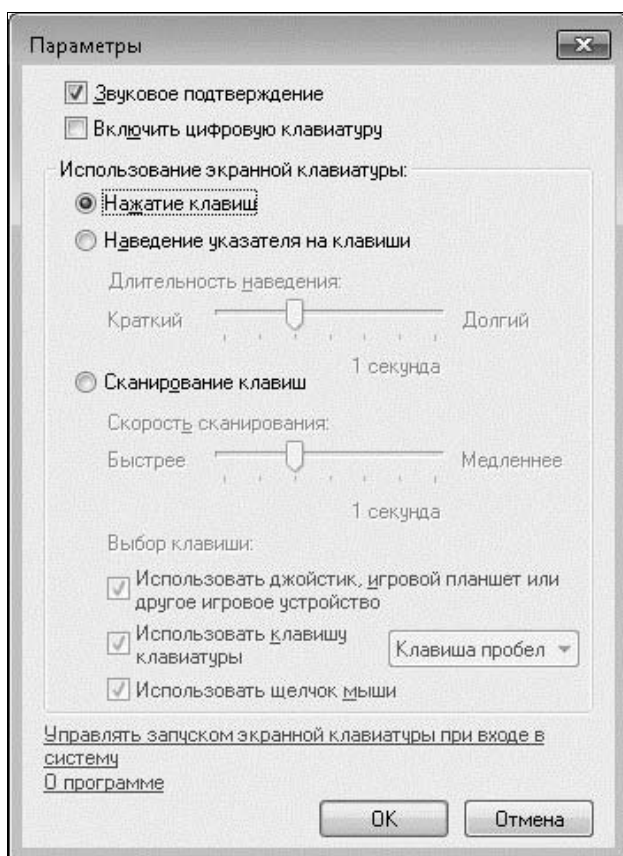 Параметры
Звуковое подтверждение
Включить цифровую клавиатуру
Использование экранной клавиатуры:
Нажатие клавиш
Наведение указателя на клавиши
Длительность наведения:
Краткий Долгий
1 секунда
Сканирование клавиш
Скорость сканирования:
Быстрее Медленнее
1 секунда
Выбор клавиши:
Использовать джойстик, игровой планшет или
другое игровое устройство
Использовать клавишу
клавиатуры
Клавиша пробел
Использовать щелчок мыши
Управлять запуском экранной клавиатуры при входе в
систему
О программе
ОК Отмена